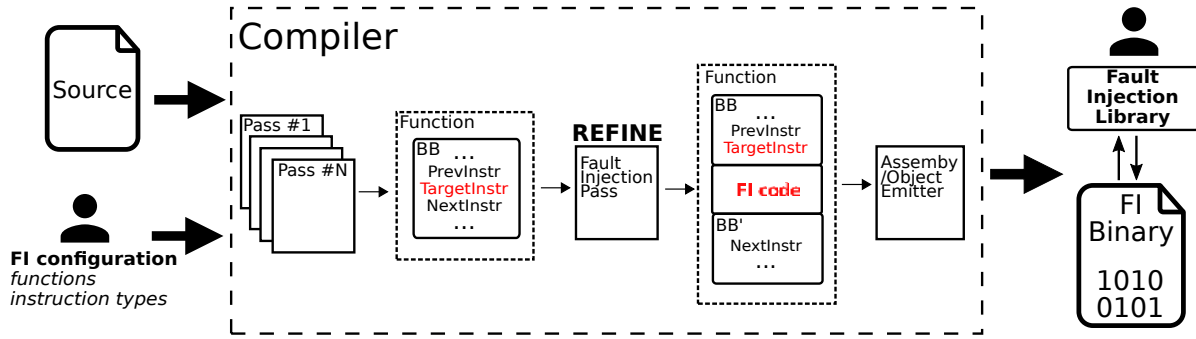 Source
FI configuration
functions
instruction types
Compiler
Pass #1
Pass #N
Function
BB
...
PrevInstr
TargetInstr
NextInstr
...
REFINE
Fault
Injection
Pass
Function
BB
...
PrevInstr
TargetInstr
FI code
BB'
NextInstr
...
Assemby
/Object
Emitter
Fault
Injection
Library
FI
Binary
1010
0101